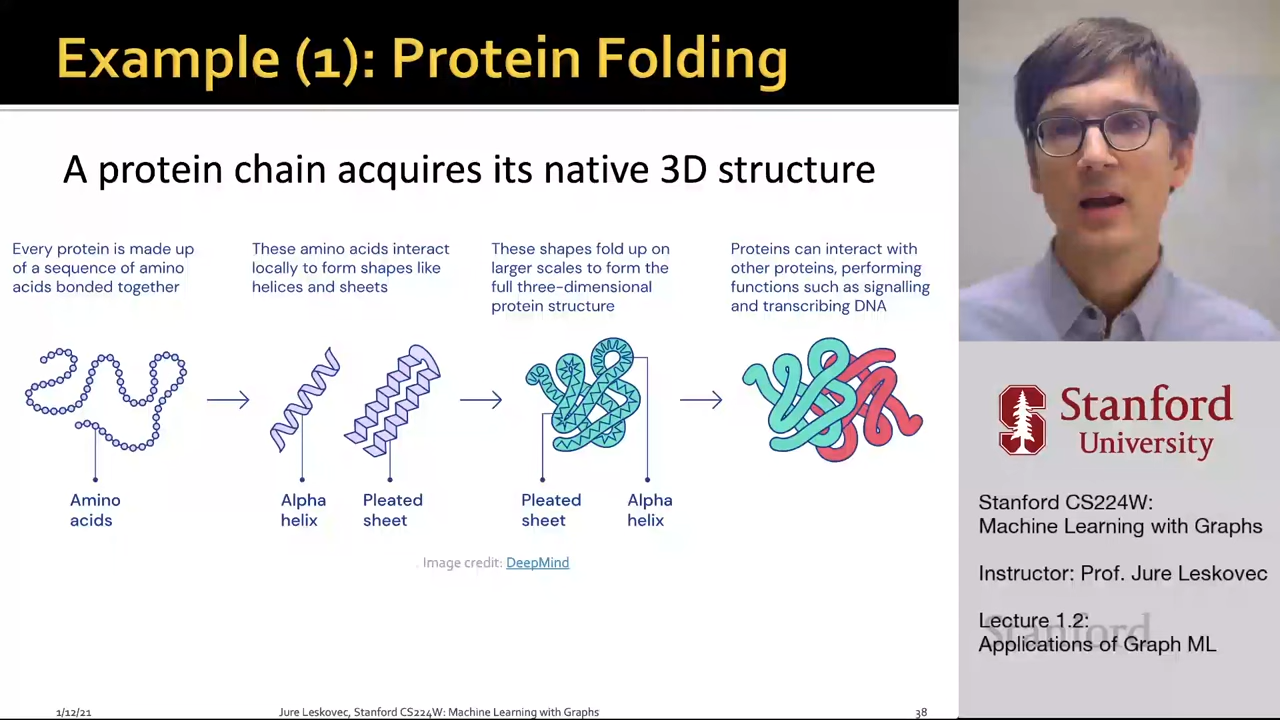 Example (1): Protein Folding
A protein chain acquires its native 3D structure
Every protein is made up
of a sequence of amino
acids bonded together
These amino acids interact
locally to form shapes like
helices and sheets
These shapes fold up on
larger scales to form the
full three-dimensional
protein structure
Proteins can interact with
other proteins, performing
functions such as signalling
and transcribing DNA
Amino
acids
Alpha
helix
Pleated
sheet
Pleated
sheet
Alpha
helix
Image credit: DeepMind
1/12/21
Jure Leskovec, Stanford CS224W: Machine Learning with Graphs
38
Stanford
University
Stanford CS224W:
Machine Learning with Graphs
Instructor: Prof. Jure Leskovec
Lecture 1.2:
Stanford
Applications of Graph ML